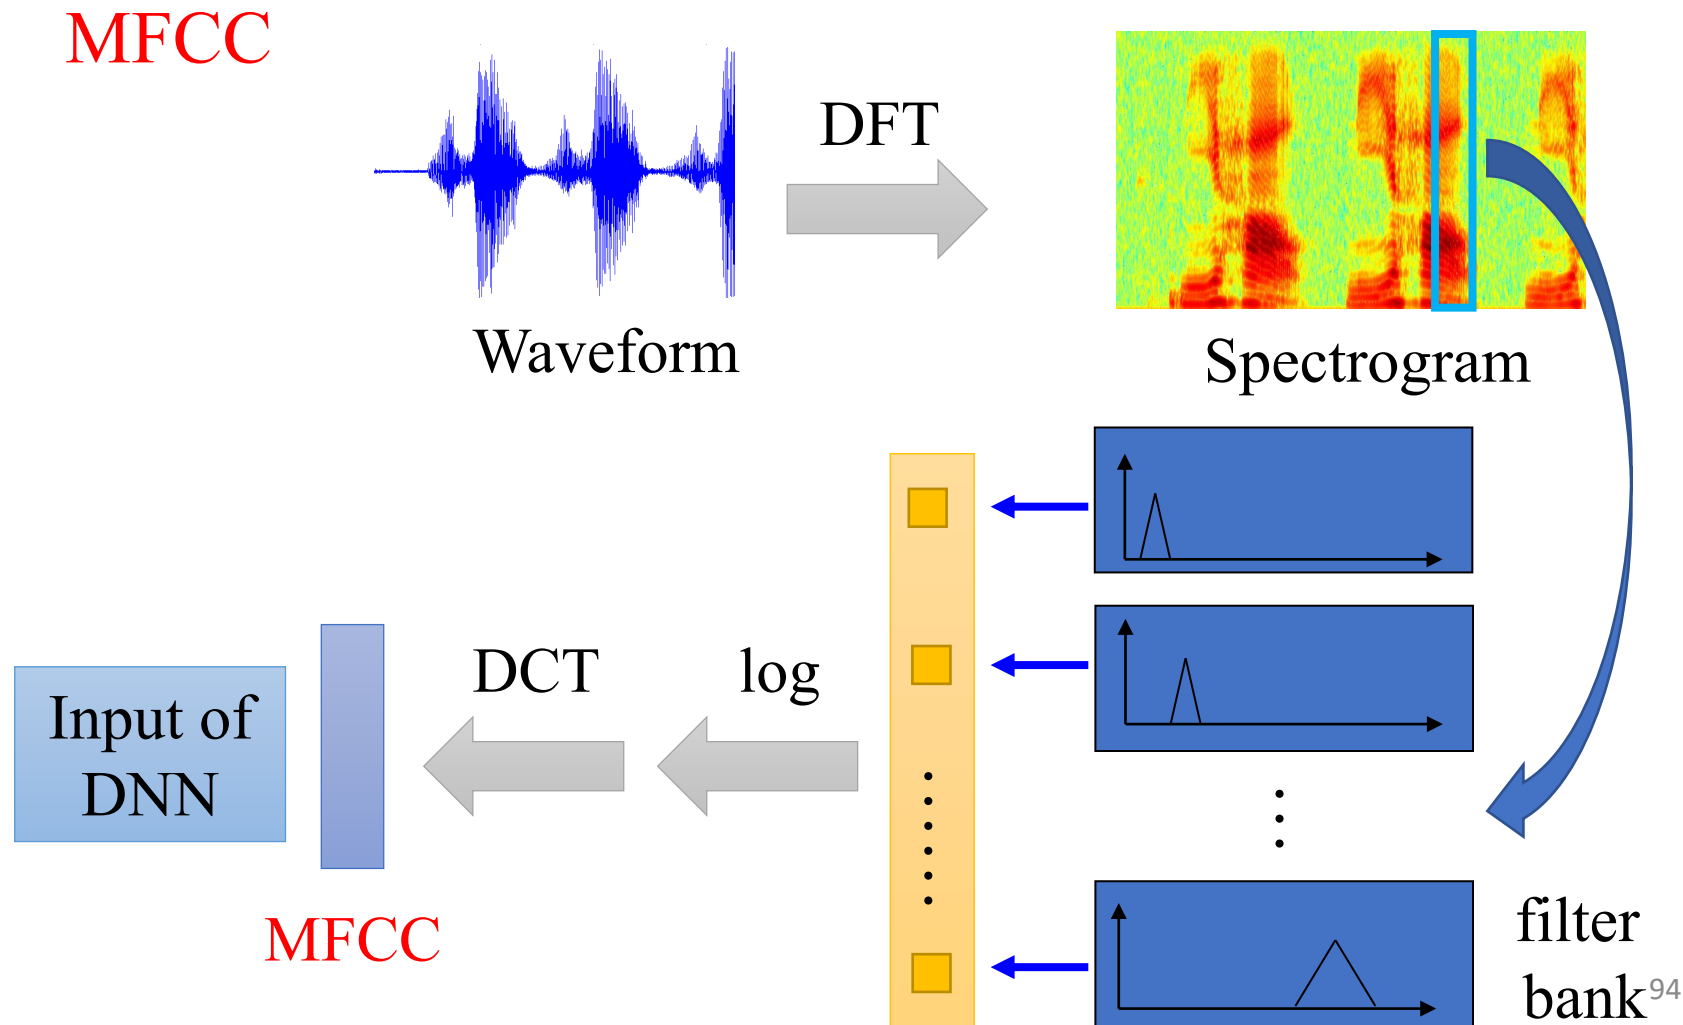 MFCC
DFT
Waveform
Spectrogram
DCT
log
Input of
DNN
MFCC
filter
bank
94